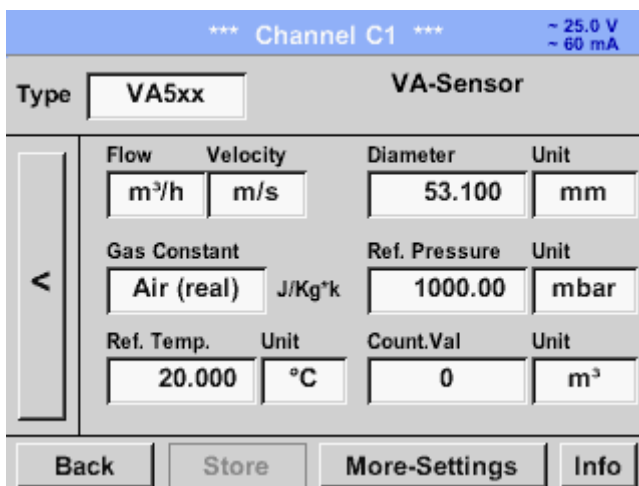 *** Channel C1 ***
~ 25.0 V
~ 60 mA
Type VA5xx VA-Sensor
Flow Velocity Diameter Unit
m³/h m/s 53.100 mm
Gas Constant Ref. Pressure Unit
< Air (real) J/Kg*k 1000.00 mbar
Ref. Temp. Unit Count.Val Unit
20.000 °C 0 m³
Back Store More-Settings Info